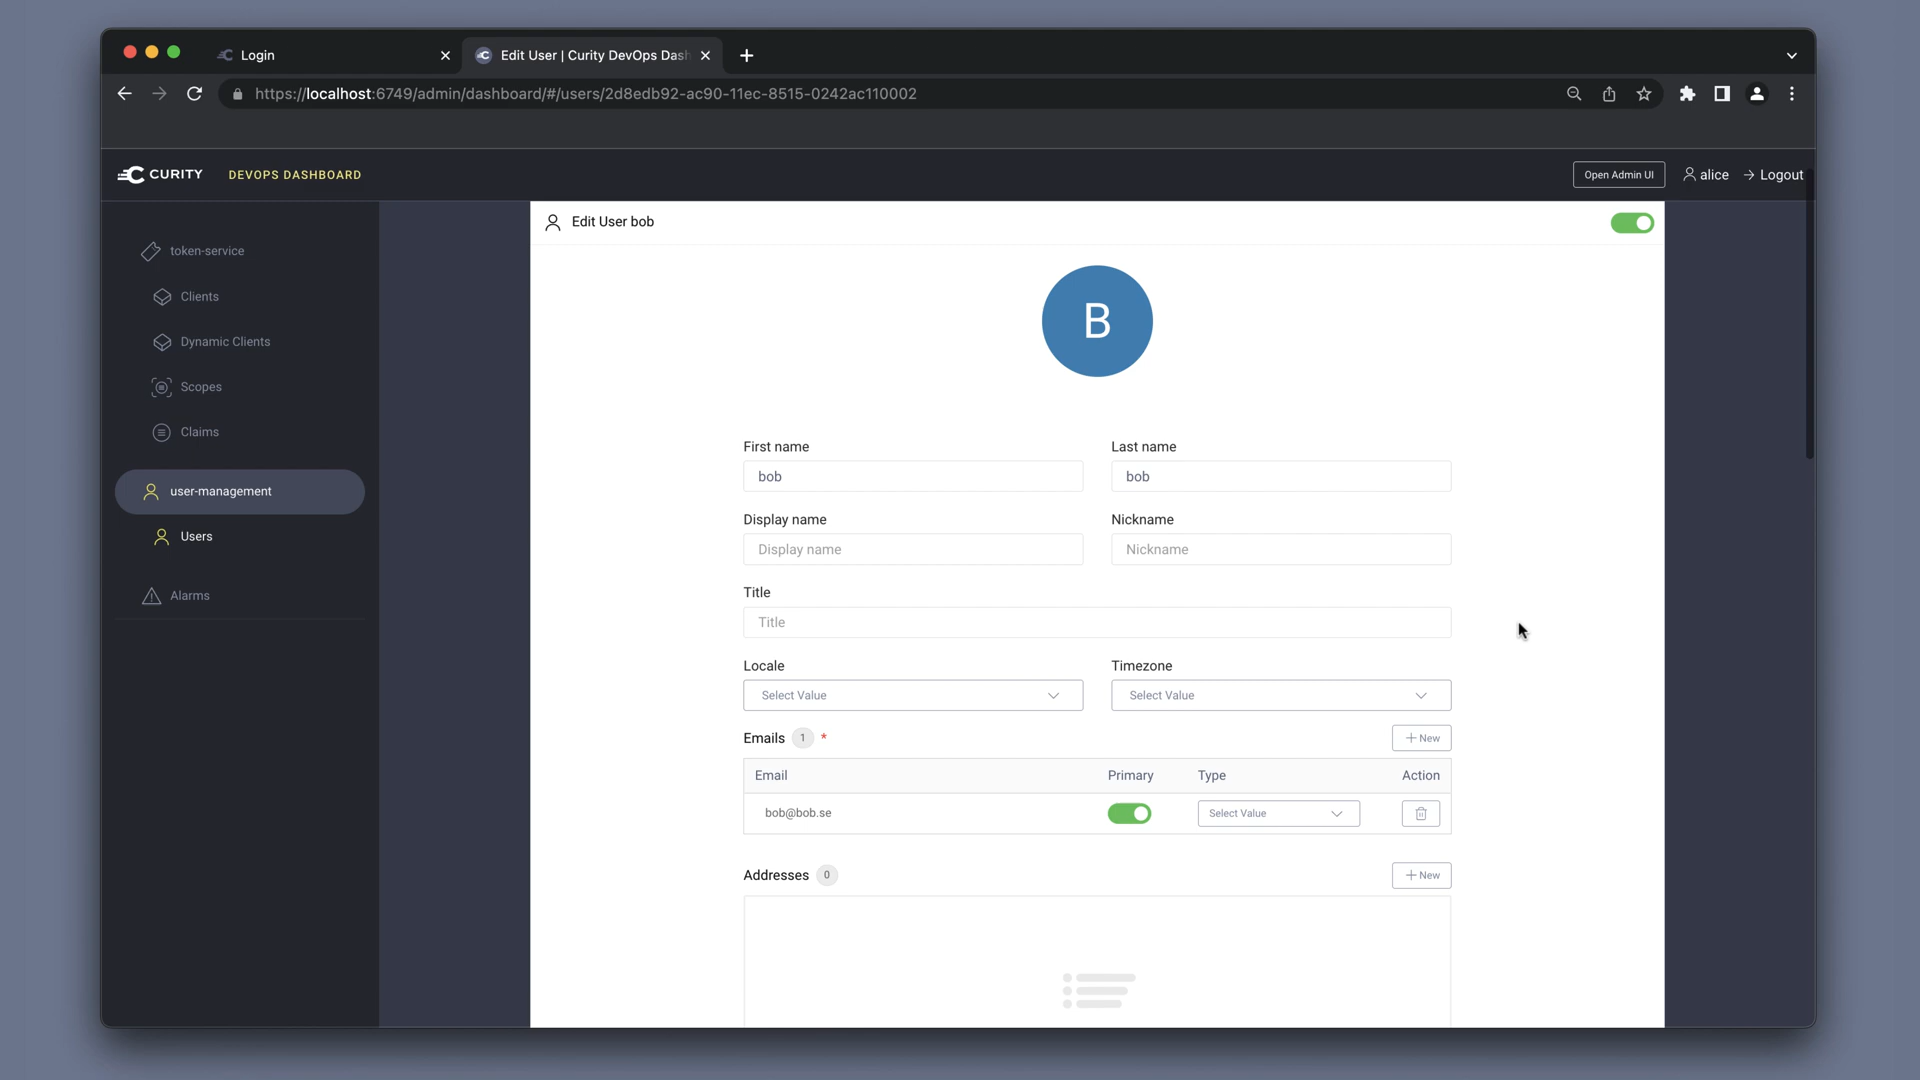 Login
Edit User | Curity DevOps Dash
https://localhost:6749/admin/dashboard/#/users/2d8edb92-ac90-11ec-8515-0242ac110002
CURITY DEVOPS DASHBOARD
Open Admin UI alice Logout
token-service
Clients
Dynamic Clients
Scopes
Claims
user-management
Users
Alarms
Edit User bob
B
First name Last name
bob bob
Display name Nickname
Display name Nickname
Title
Title
Locale Timezone
Select Value Select Value
Emails 1 * + New
Email Primary Type Action
bob@bob.se Select Value
Addresses 0 + New